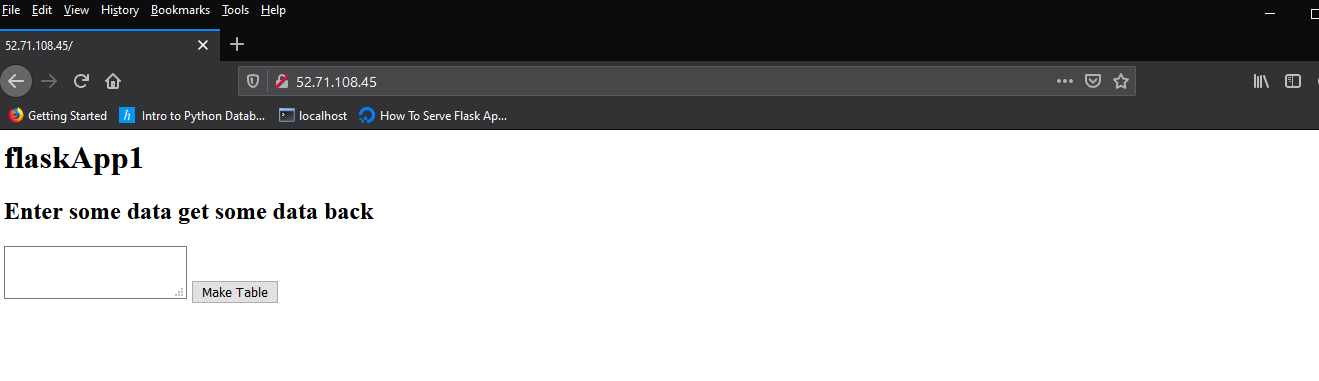 File Edit View History Bookmarks Tools Help
52.71.108.45/
52.71.108.45
Getting Started Intro to Python Datab... localhost How To Serve Flask Ap...
flaskApp1
Enter some data get some data back
Make Table